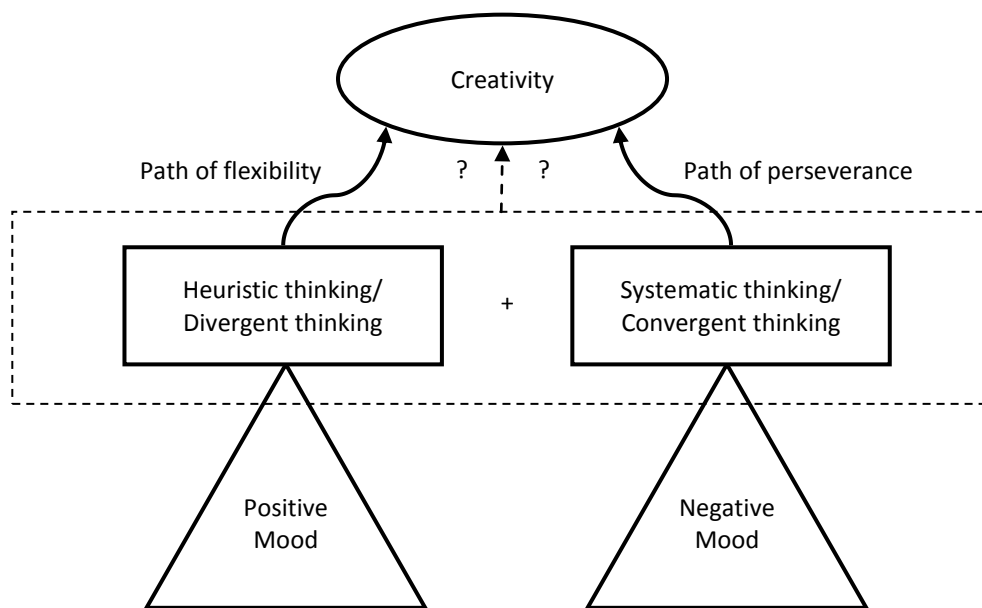 Creativity
Path of flexibility
? ?
Path of perseverance
Heuristic thinking/
Divergent thinking
+
Systematic thinking/
Convergent thinking
Positive
Mood
Negative
Mood